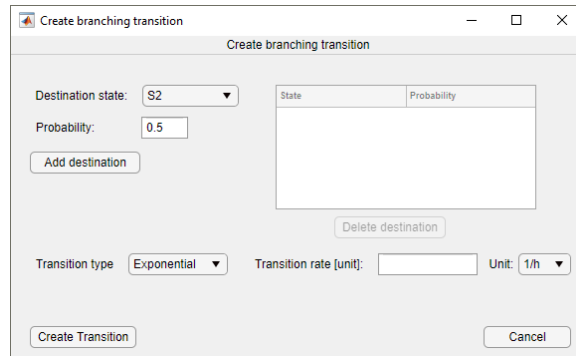 Create branching transition
Create branching transition
Destination state: S2
State Probability
Probability: 0.5
Add destination
Delete destination
Transition type Exponential Transition rate [unit]: Unit: 1/h
Create Transition Cancel